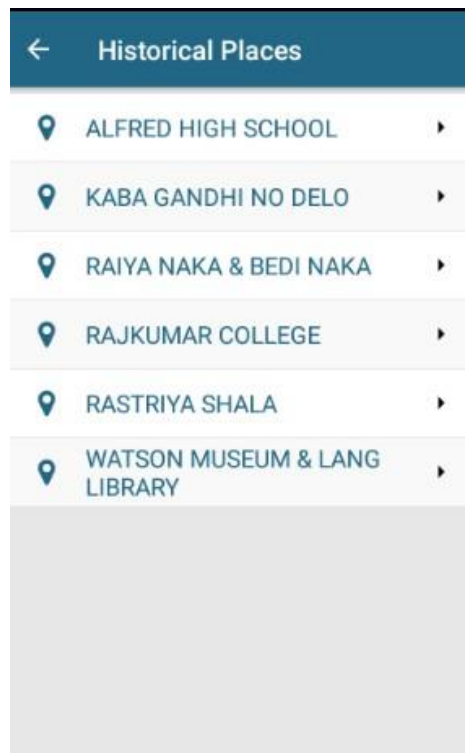 Historical Places
ALFRED HIGH SCHOOL
KABA GANDHI NO DELO
RAIYA NAKA & BEDI NAKA
RAJKUMAR COLLEGE
RASTRIYA SHALA
WATSON MUSEUM & LANG
LIBRARY